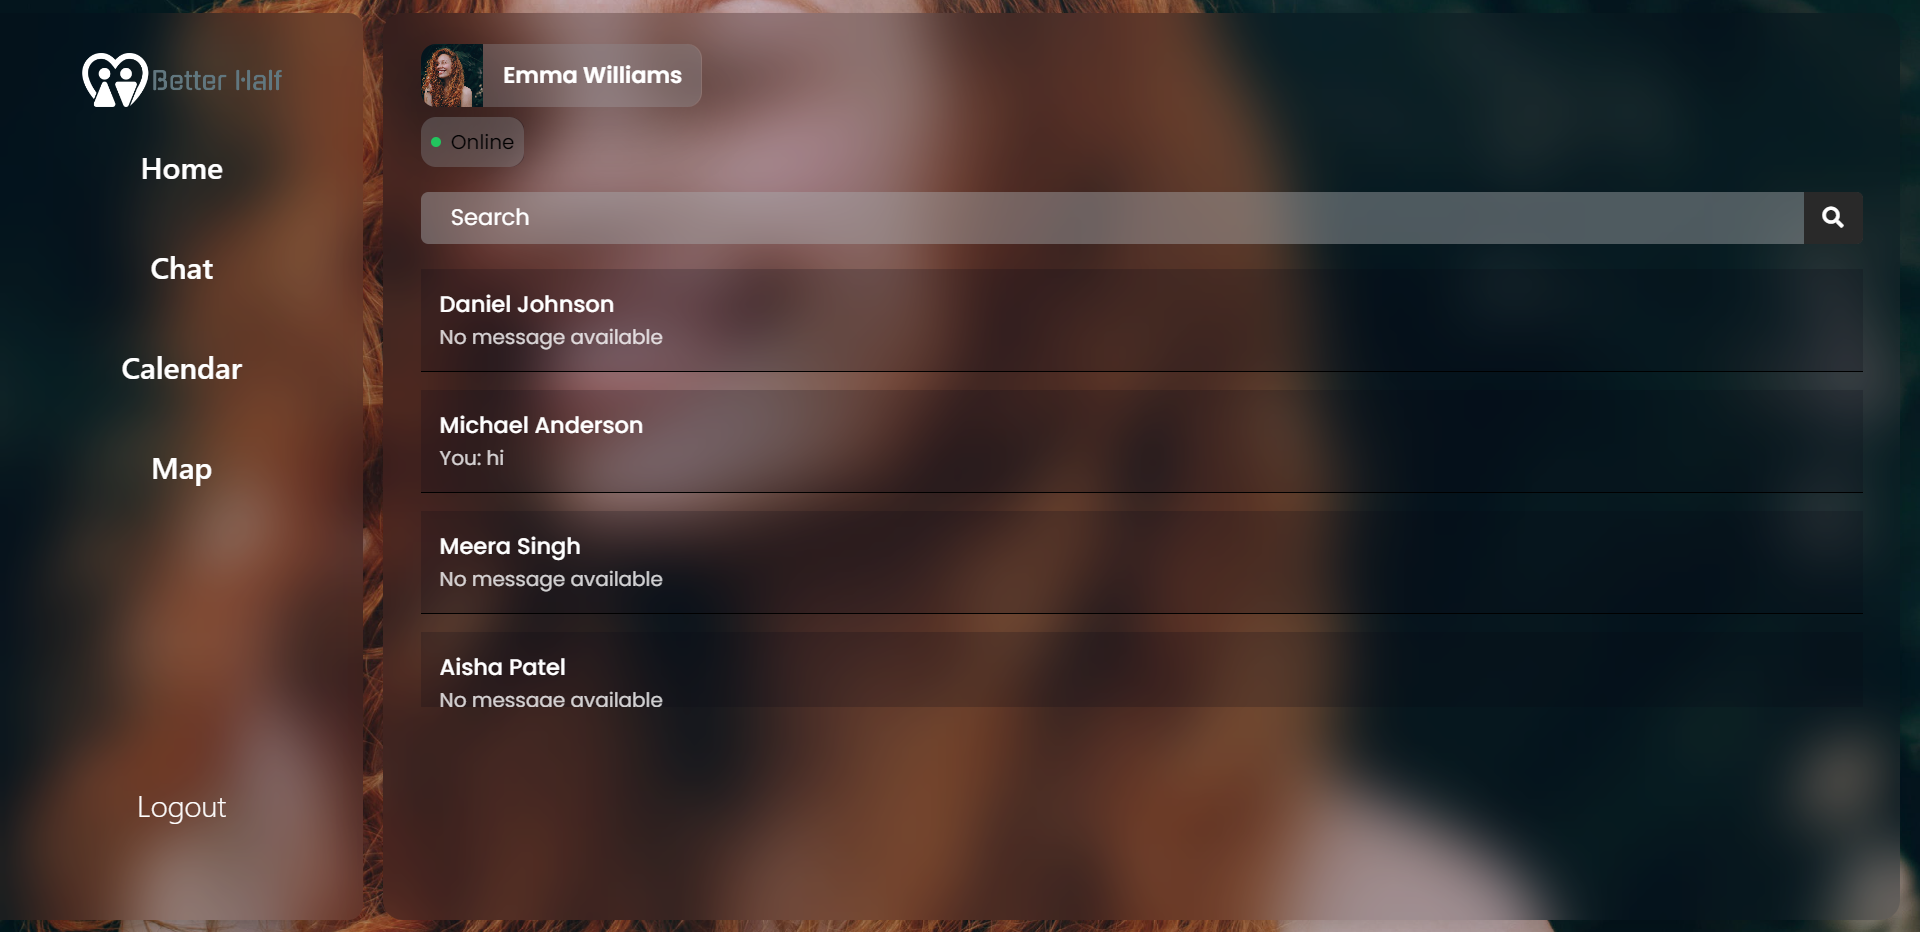 Better Half
Home
Chat
Calendar
Map
Logout
Emma Williams
Online
Search
Daniel Johnson
No message available
Michael Anderson
You: hi
Meera Singh
No message available
Aisha Patel
No message available